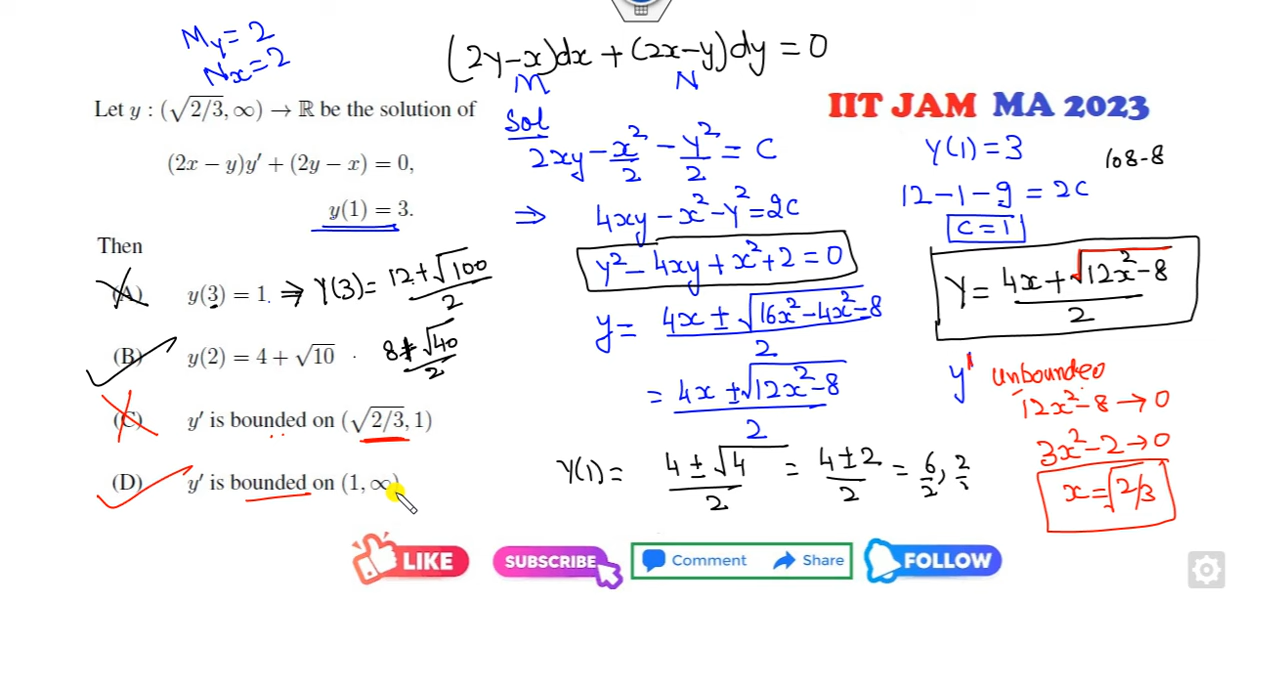 M_y = 2
N_x = 2
(2y-x)dx + (2x-y)dy = 0
M N
Let y : (√2/3, ∞) → ℝ be the solution of
(2x − y)y′ + (2y − x) = 0,
y(1) = 3.
Then
(A) y(3) = 1. ⇒ Y(3) = (12 + √100)/2
(B) y(2) = 4 + √10 . (8 + √40)/2
(C) y′ is bounded on (√2/3, 1)
(D) y′ is bounded on (1, ∞)
Sol
2xy - x²/2 - y²/2 = C
⇒ 4xy - x² - y² = 2C
y² - 4xy + x² + 2 = 0
y = (4x ± √16x² - 4x² - 8)/2
= (4x ± √12x² - 8)/2
Y(1) = (4 ± √4)/2 = (4 ± 2)/2 = 6/2, 2/2
IIT JAM MA 2023
Y(1) = 3
108-8
12 - 1 - 9 = 2C
C = 1
Y = (4x + √12x² - 8)/2
y' unbounded
12x² - 8 → 0
3x² - 2 → 0
x = √2/3
LIKE SUBSCRIBE Comment Share FOLLOW